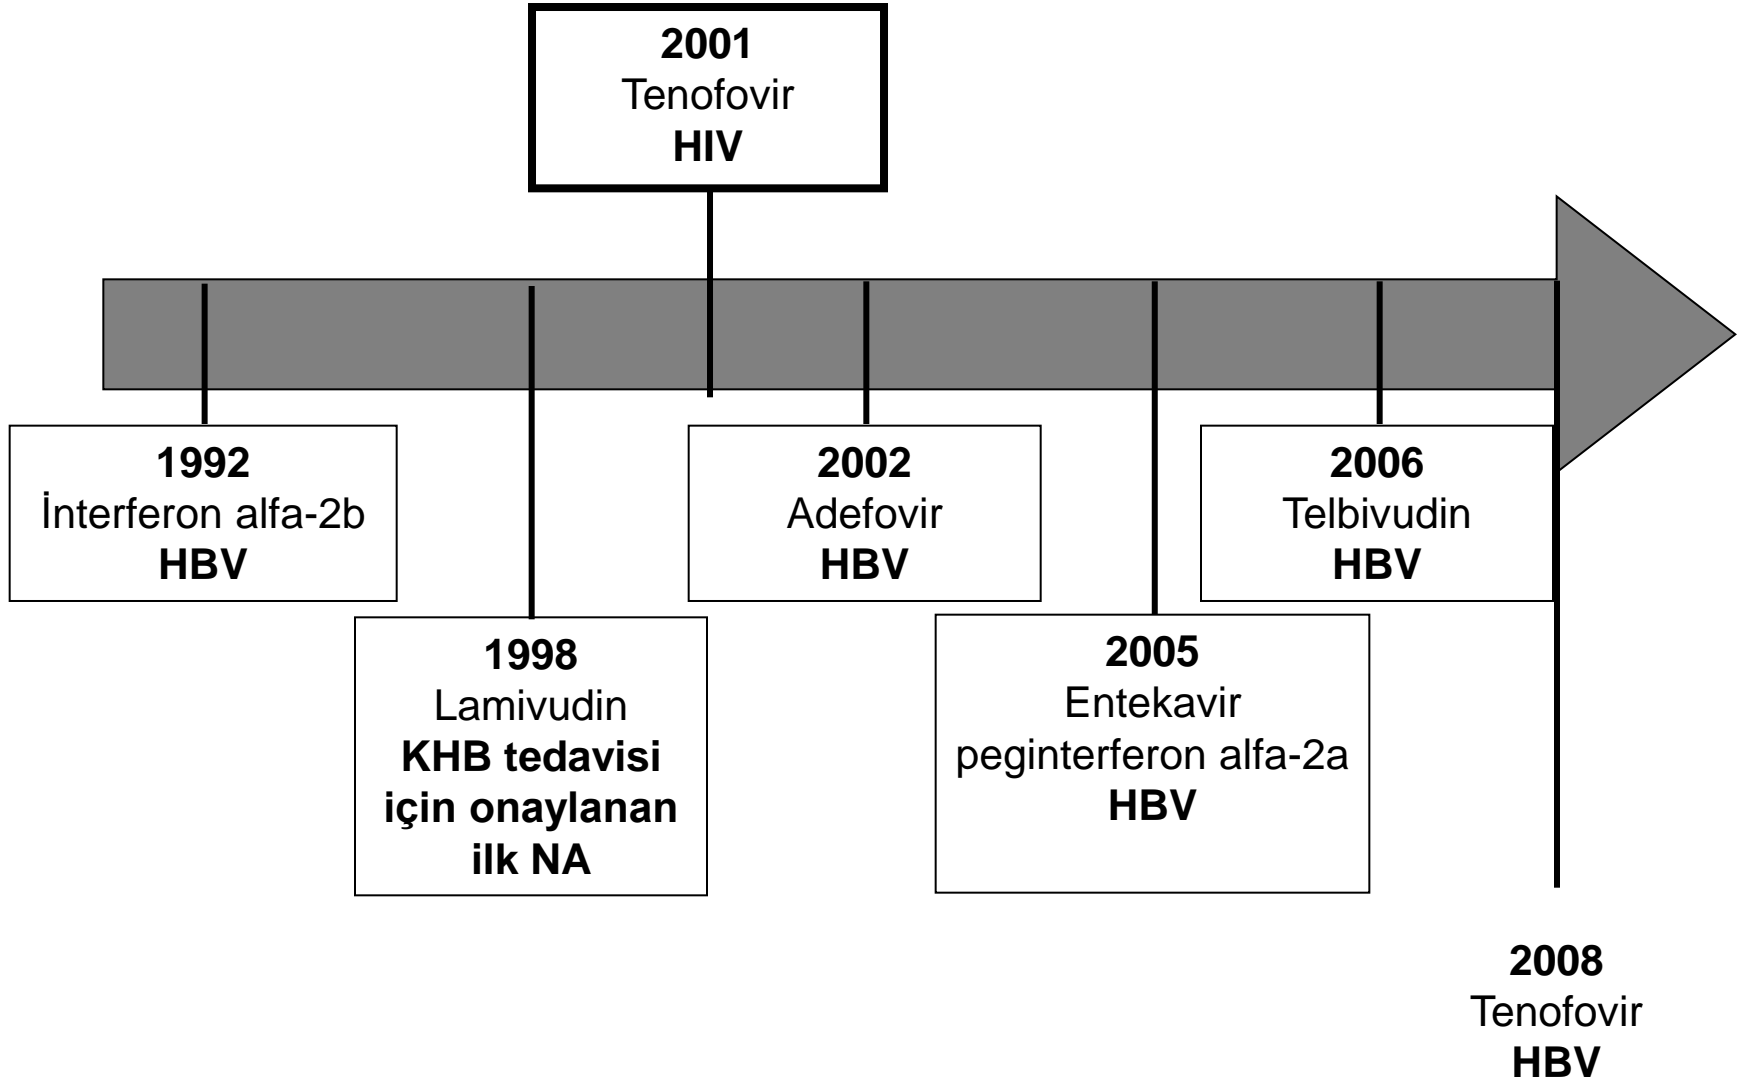 2001
Tenofovir
HIV
1992
İnterferon alfa-2b
HBV
1998
Lamivudin
KHB tedavisi
için onaylanan
ilk NA
2002
Adefovir
HBV
2005
Entekavir
peginterferon alfa-2a
HBV
2006
Telbivudin
HBV
2008
Tenofovir
HBV